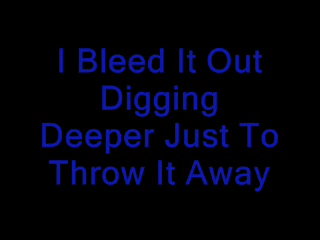 I Bleed It Out
Digging
Deeper Just To
Throw It Away